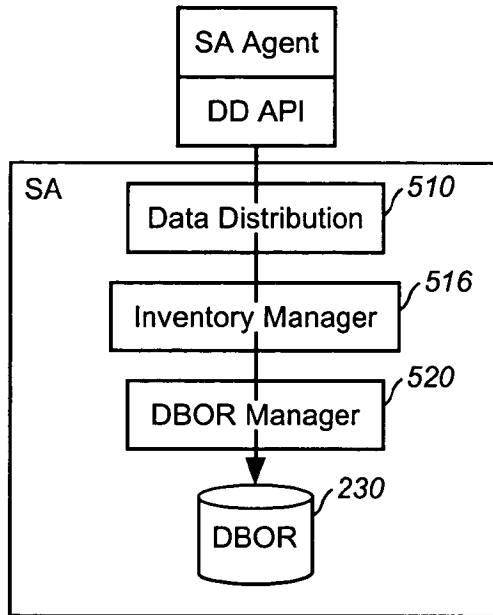 SA Agent
DD API
SA
510
Data Distribution
516
Inventory Manager
520
DBOR Manager
230
DBOR